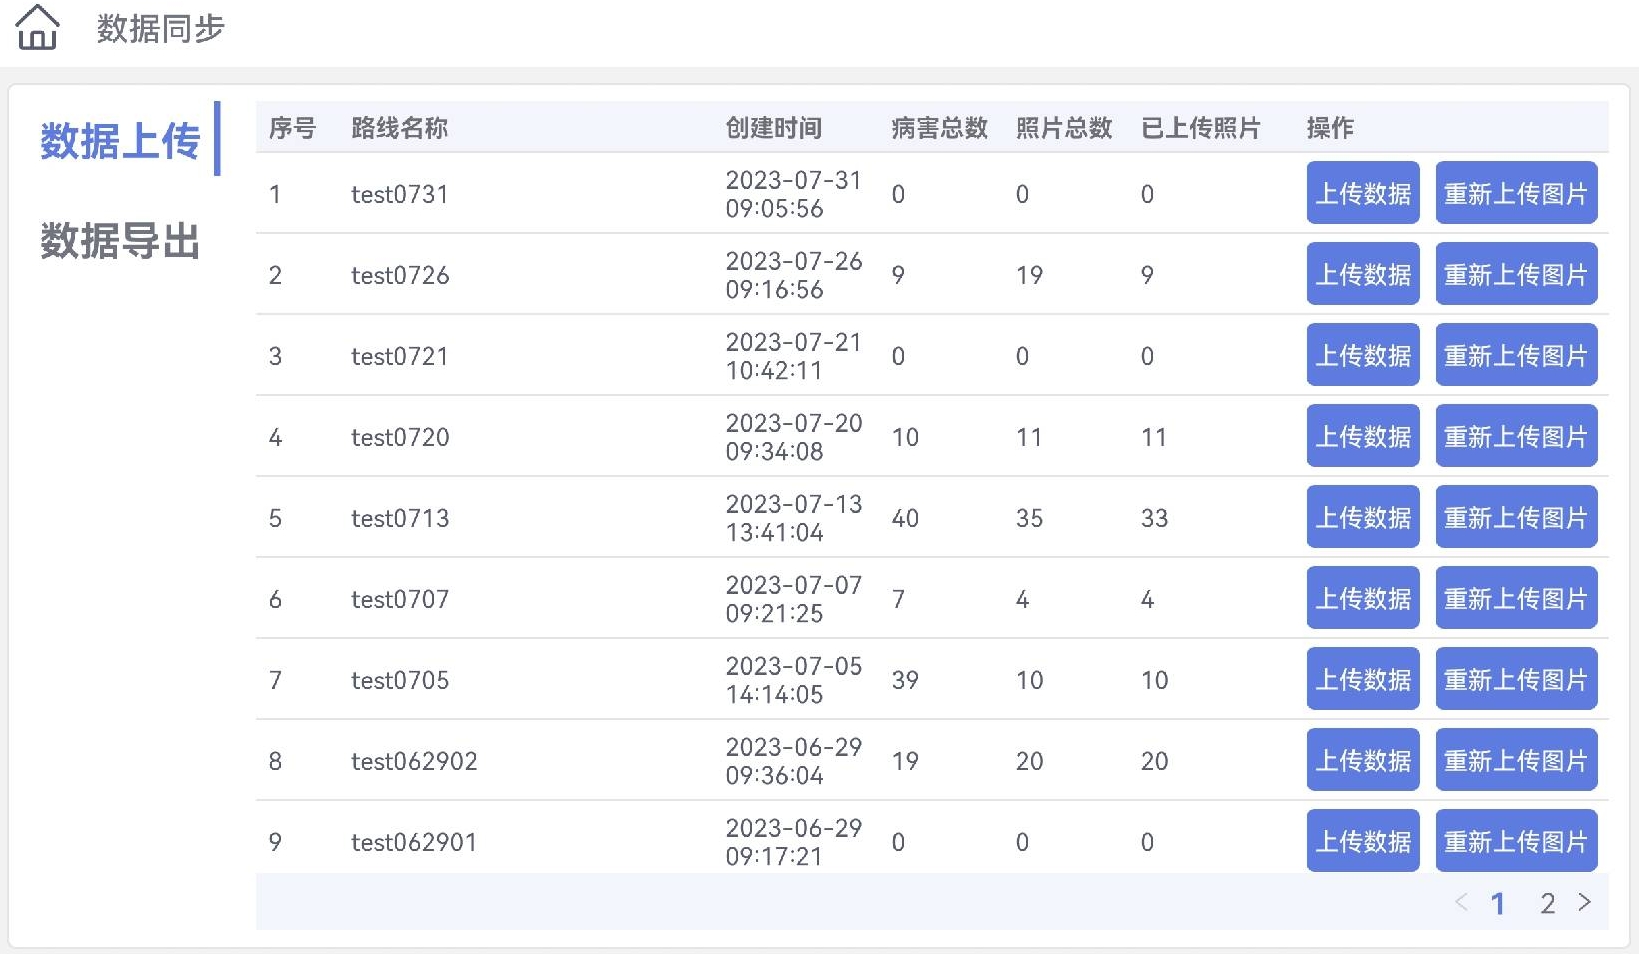 数据同步
数据上传
数据导出
序号 路线名称 创建时间 病害总数 照片总数 已上传照片 操作
1 test0731 2023-07-31 09:05:56 0 0 0 上传数据 重新上传图片
2 test0726 2023-07-26 09:16:56 9 19 9 上传数据 重新上传图片
3 test0721 2023-07-21 10:42:11 0 0 0 上传数据 重新上传图片
4 test0720 2023-07-20 09:34:08 10 11 11 上传数据 重新上传图片
5 test0713 2023-07-13 13:41:04 40 35 33 上传数据 重新上传图片
6 test0707 2023-07-07 09:21:25 7 4 4 上传数据 重新上传图片
7 test0705 2023-07-05 14:14:05 39 10 10 上传数据 重新上传图片
8 test062902 2023-06-29 09:36:04 19 20 20 上传数据 重新上传图片
9 test062901 2023-06-29 09:17:21 0 0 0 上传数据 重新上传图片
< 1 2 >